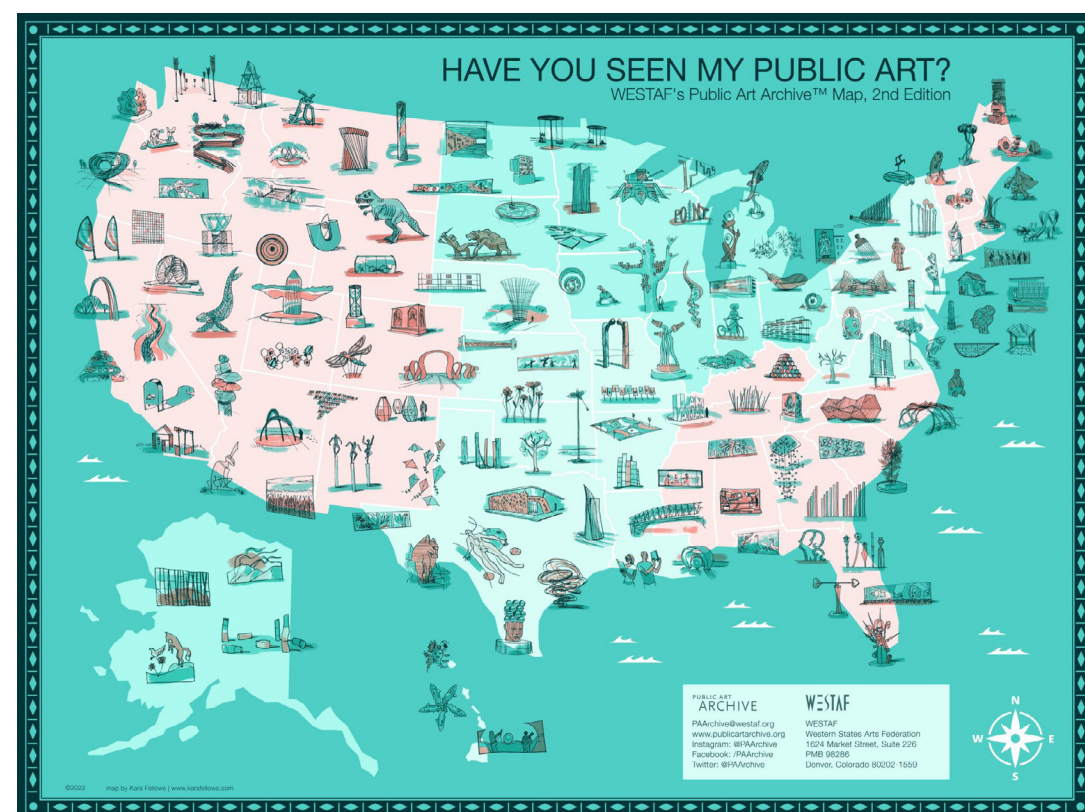 HAVE YOU SEEN MY PUBLIC ART?
WESTAF's Public Art Archive™ Map, 2nd Edition
POINT
PUBLIC ART
ARCHIVE
PAArchive@westaf.org
www.publicartarchive.org
Instagram: @PAArchive
Facebook: /PAArchive
Twitter: @PAArchive
WESTAF
WESTAF
Western States Arts Federation
1624 Market Street, Suite 226
PMB 98286
Denver, Colorado 80202-1559
N
W
E
S
©2022
map by Kara Fellows | www.karafellows.com